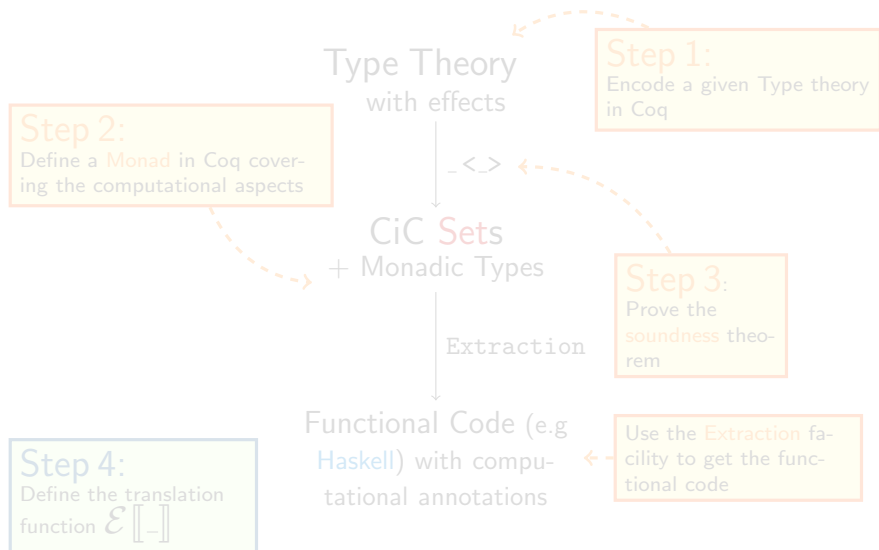 Type Theory
with effects
Step 1:
Encode a given Type theory
in Coq
Step 2:
Define a Monad in Coq cover-
ing the computational aspects
_<_>
CiC Sets
+ Monadic Types
Step 3:
Prove the
soundness theo-
rem
Extraction
Functional Code (e.g
Haskell) with compu-
tational annotations
Use the Extraction fa-
cility to get the func-
tional code
Step 4:
Define the translation
function ℰ⟦_⟧